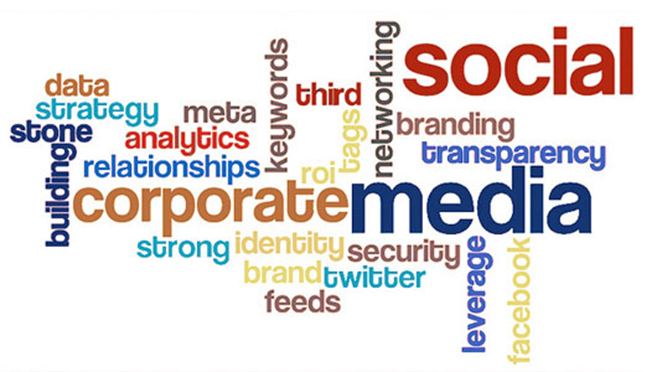 social
networking
keywords
data
third
strategy
meta
tags
branding
stone
analytics
transparency
building
relationships
roi
corporate
media
strong
identity
security
leverage
facebook
brand
twitter
feeds